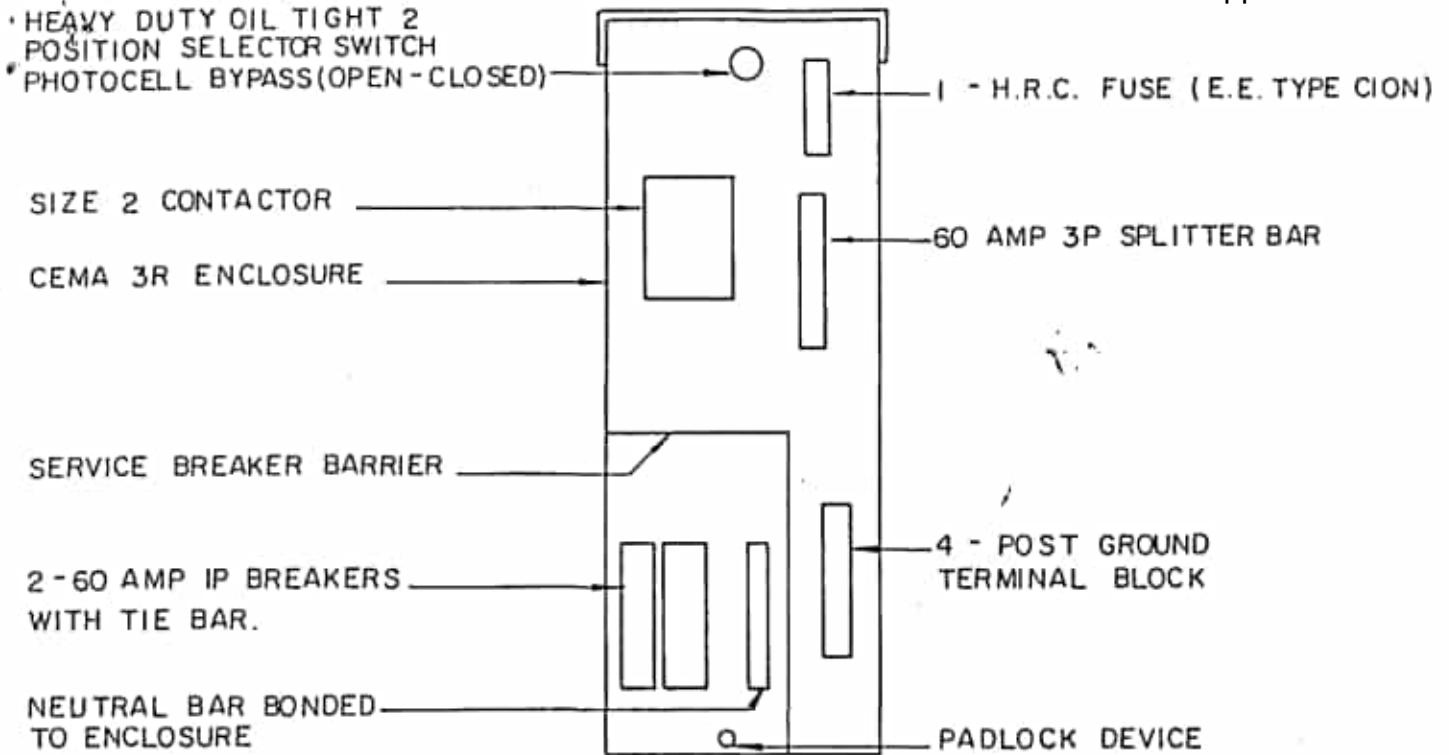 HEAVY DUTY OIL TIGHT 2
POSITION SELECTOR SWITCH
PHOTOCELL BYPASS (OPEN-CLOSED)
1 - H.R.C. FUSE (E.E. TYPE CION)
SIZE 2 CONTACTOR
60 AMP 3P SPLITTER BAR
CEMA 3R ENCLOSURE
SERVICE BREAKER BARRIER
4 - POST GROUND
TERMINAL BLOCK
2-60 AMP 1P BREAKERS
WITH TIE BAR.
NEUTRAL BAR BONDED
TO ENCLOSURE
PADLOCK DEVICE